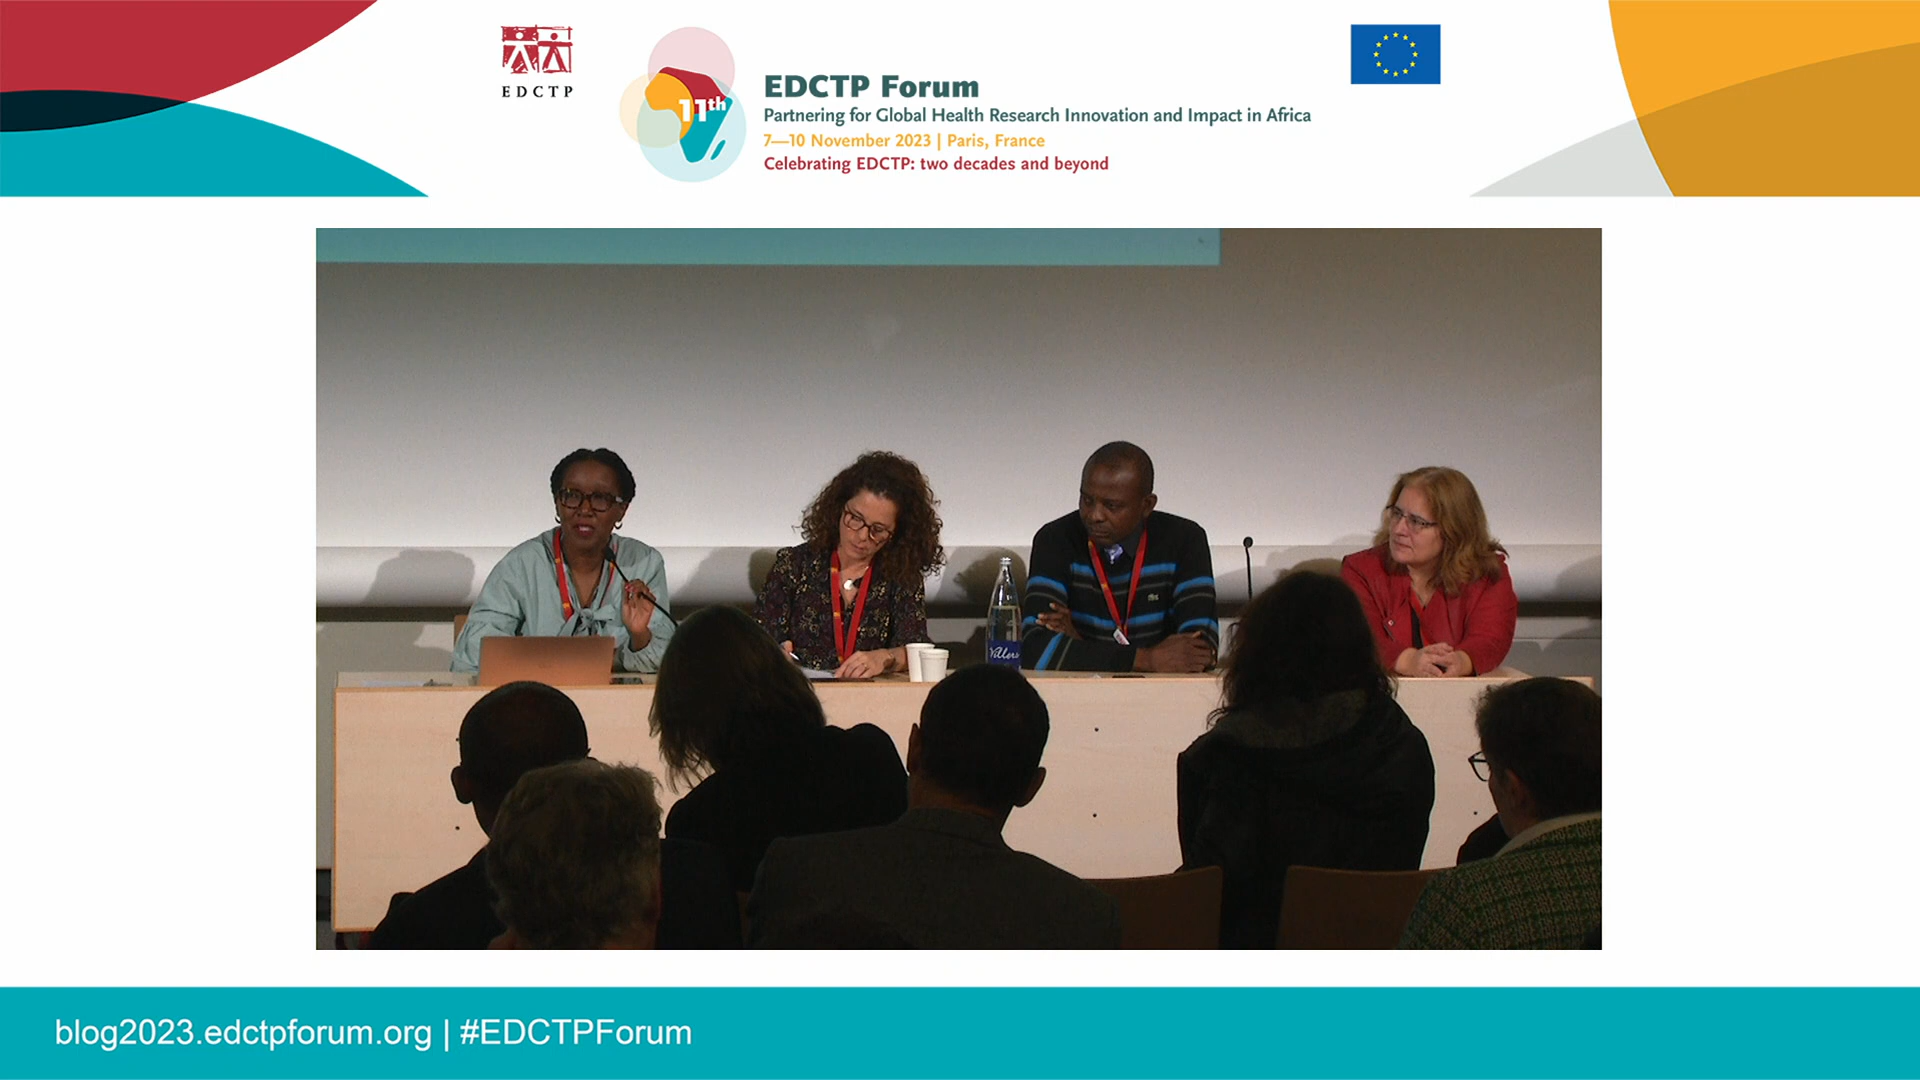 EDCTP
11th
EDCTP Forum
Partnering for Global Health Research Innovation and Impact in Africa
7—10 November 2023 | Paris, France
Celebrating EDCTP: two decades and beyond
Villers
blog2023.edctpforum.org | #EDCTPForum